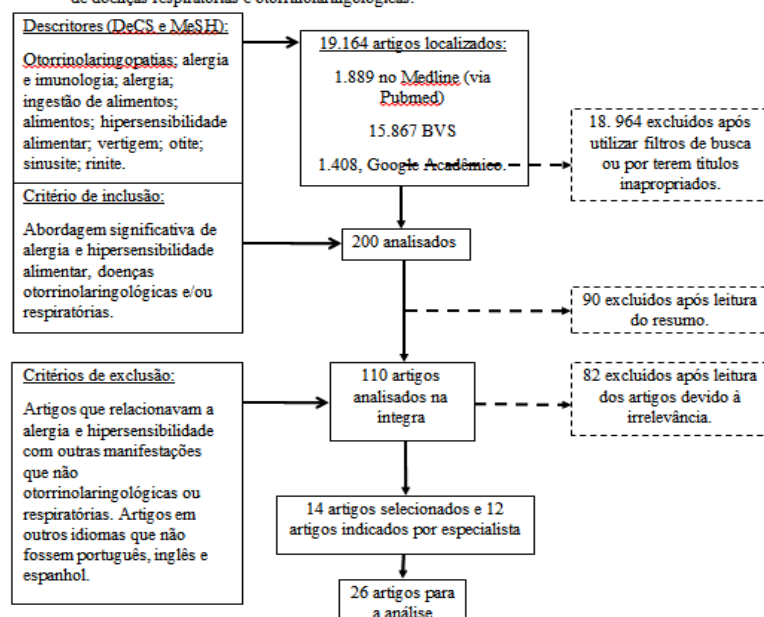 de doenças respiratórias e otorrinolaringológicas.
Descritores (DeCS e MeSH):
Otorrinolaringopatias; alergia
e imunologia; alergia;
ingestão de alimentos;
alimentos; hipersensibilidade
alimentar; vertigem; otite;
sinusite; rinite.
Critério de inclusão:
Abordagem significativa de
alergia e hipersensibilidade
alimentar, doenças
otorrinolaringológicas e/ou
respiratórias.
Critérios de exclusão:
Artigos que relacionavam a
alergia e hipersensibilidade
com outras manifestações
que não
otorrinolaringológicas ou
respiratórias. Artigos em
outros idiomas que não
fossem português, inglês e
espanhol.
19.164 artigos localizados:
1.889 no Medline (via
Pubmed)
15.867 BVS
1.408, Google Acadêmico.
18. 964 excluídos após
utilizar filtros de busca
ou por terem títulos
inapropriados.
200 analisados
90 excluídos após leitura
do resumo.
110 artigos
analisados na
íntegra
82 excluídos após leitura
dos artigos devido à
irrelevância.
14 artigos selecionados e 12
artigos indicados por especialista
26 artigos para
a análise